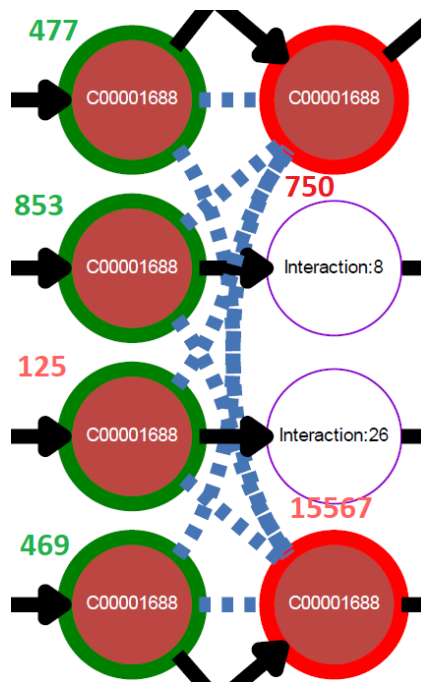 477
C00001688
C00001688
853
750
C00001688
Interaction:8
125
C00001688
Interaction:26
469
15567
C00001688
C00001688